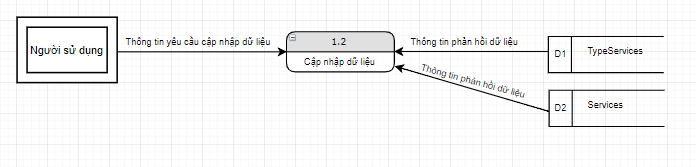 Người sử dụng
Thông tin yêu cầu cập nhập dữ liệu
1.2
Cập nhập dữ liệu
Thông tin phản hồi dữ liệu
D1
TypeServices
Thông tin phản hồi dữ liệu
D2
Services